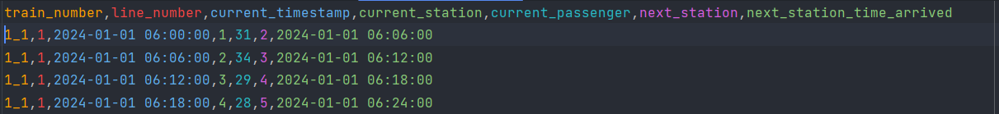 train_number,line_number,current_timestamp,current_station,current_passenger,next_station,next_station_time_arrived
1_1,1,2024-01-01 06:00:00,1,31,2,2024-01-01 06:06:00
1_1,1,2024-01-01 06:06:00,2,34,3,2024-01-01 06:12:00
1_1,1,2024-01-01 06:12:00,3,29,4,2024-01-01 06:18:00
1_1,1,2024-01-01 06:18:00,4,28,5,2024-01-01 06:24:00